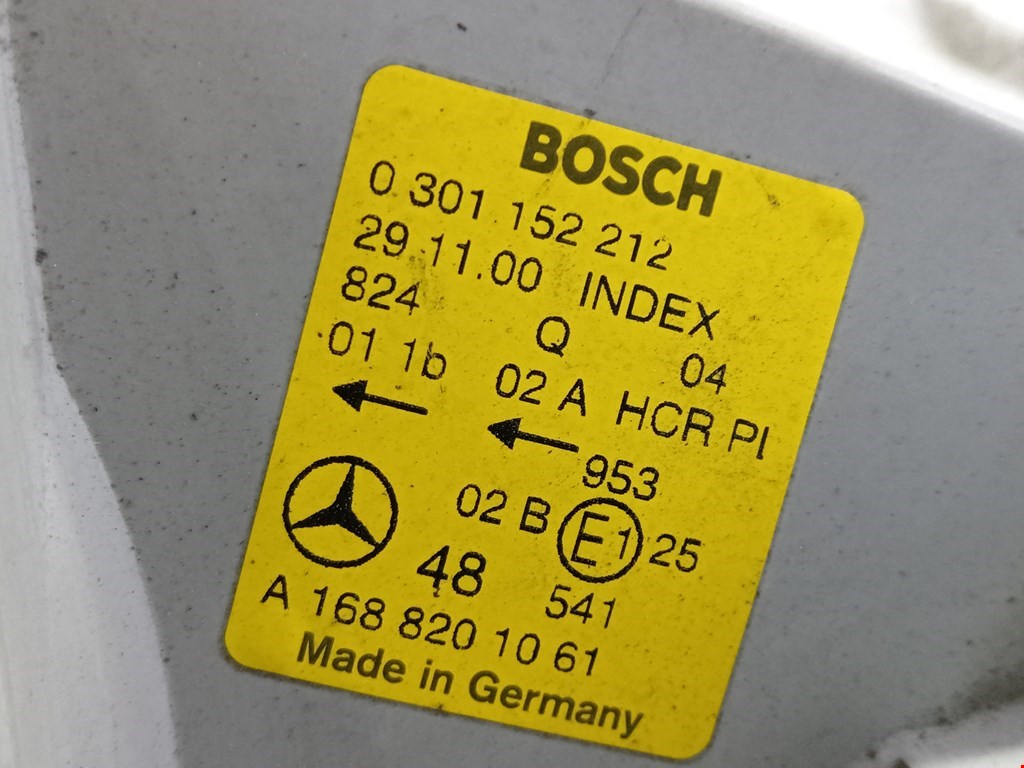 BOSCH
0 301 152 212
29.11.00 INDEX
824 Q 04
01 1b 02 A HCR PI
953
02 B E1 25
48 541
A 168 820 10 61
Made in Germany